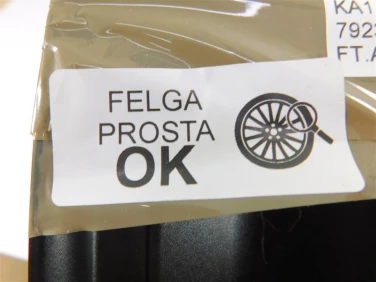 KA1
792
FT.A
FELGA
PROSTA
OK